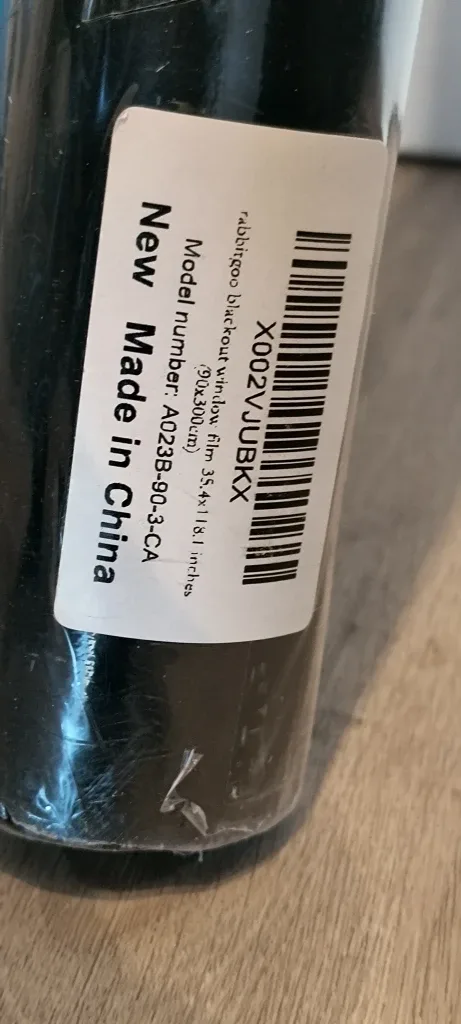 X002VJUBKX
rabbitgoo blackout window film 35.4x118.1 inches
(90x300cm)
Model number: A023B-90-3-CA
New Made in China